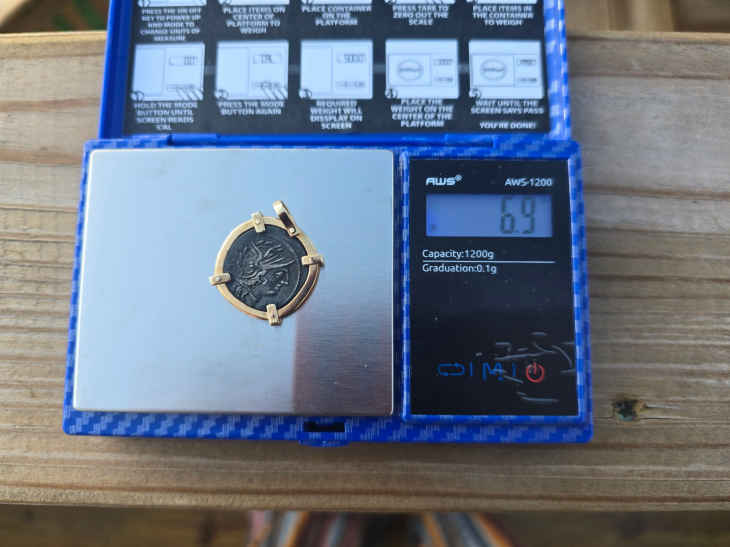 PRESS THE ON OFF
KEY TO POWER UP
AND MODE TO
CHANGE UNITS OF
MEASURE
PLACE ITEMS ON
CENTER OF
PLATFORM TO
WEIGH
PLACE CONTAINER
ON THE
PLATFORM
PRESS TARE TO
ZERO OUT THE
SCALE
PLACE ITEMS IN
THE CONTAINER
TO WEIGH
HOLD THE MODE
BUTTON UNTIL
SCREEN READS
CAL
PRESS THE MODE
BUTTON AGAIN
REQUIRED
WEIGHT WILL
DISSPLAY ON
SCREEN
PLACE THE
WEIGHT ON THE
CENTER OF THE
PLATFORM
WAIT UNTIL THE
SCREEN SAYS PASS
YOU'RE DONE!
AWS® AWS-1200
6.9
Capacity:1200g
Graduation:0.1g
M